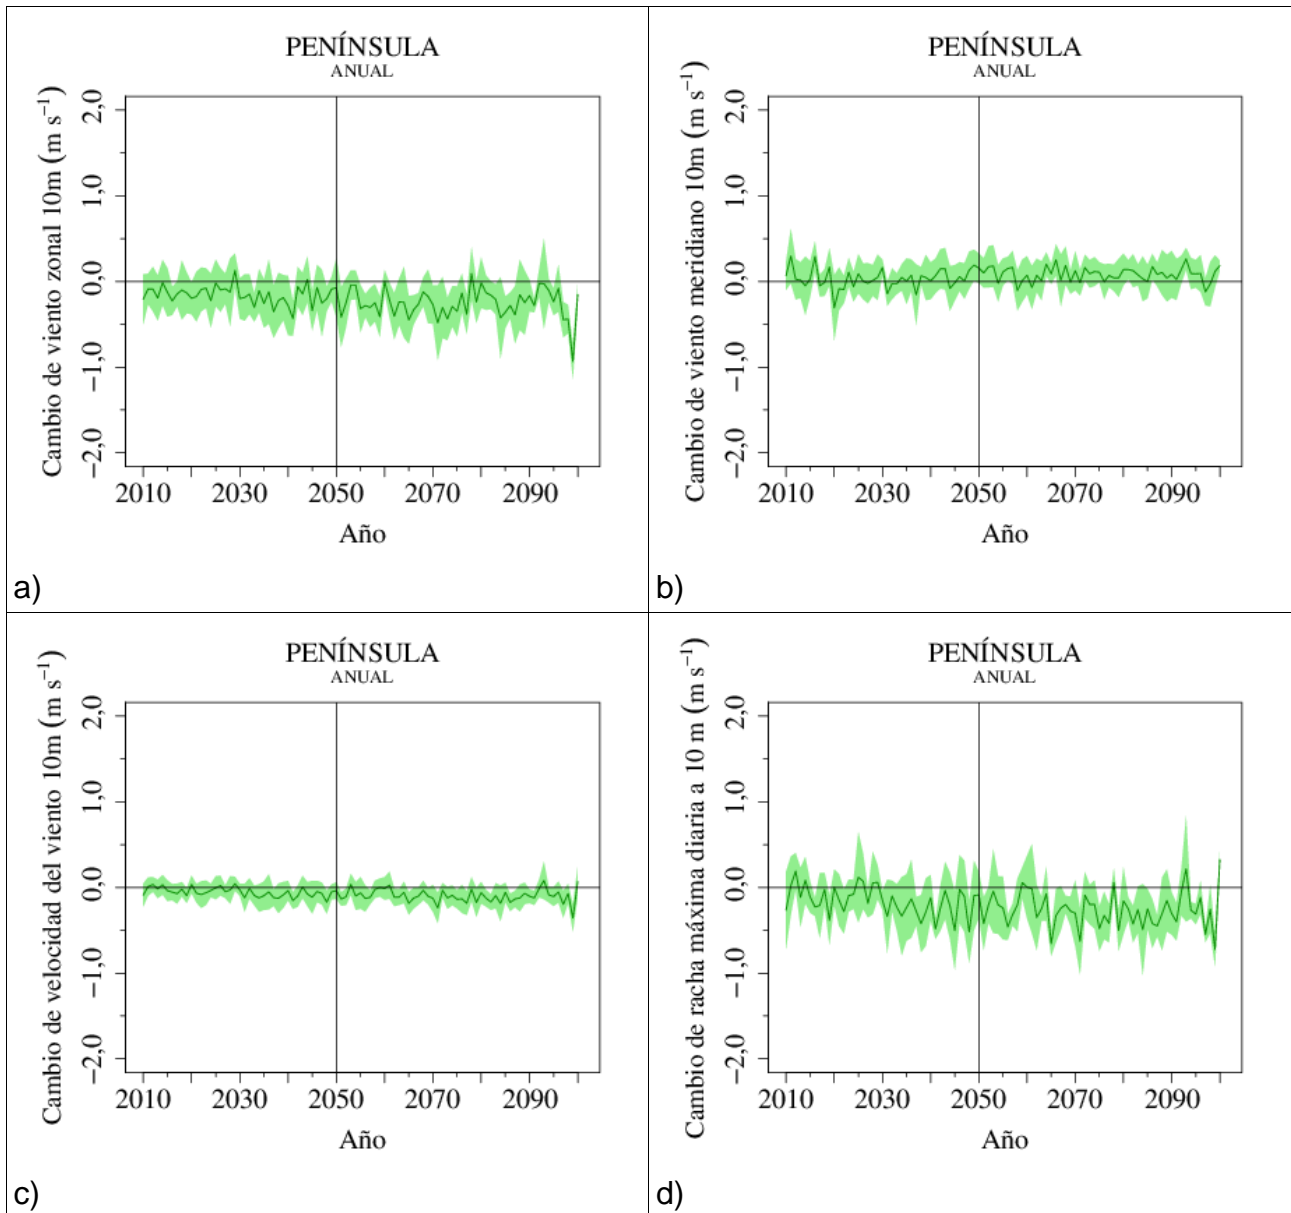 PENÍNSULA
ANUAL
Cambio de viento zonal 10m (m s⁻¹)
2,0
1,0
0,0
−1,0
−2,0
2010 2030 2050 2070 2090
Año
a)
PENÍNSULA
ANUAL
Cambio de viento meridiano 10m (m s⁻¹)
2,0
1,0
0,0
−1,0
−2,0
2010 2030 2050 2070 2090
Año
b)
PENÍNSULA
ANUAL
Cambio de velocidad del viento 10m (m s⁻¹)
2,0
1,0
0,0
−1,0
−2,0
2010 2030 2050 2070 2090
Año
c)
PENÍNSULA
ANUAL
Cambio de racha máxima diaria a 10 m (m s⁻¹)
2,0
1,0
0,0
−1,0
−2,0
2010 2030 2050 2070 2090
Año
d)